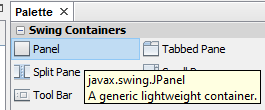 Palette
Swing Containers
Panel Tabbed Pane
Split Pane
javax.swing.JPanel
Tool Bar
A generic lightweight container.